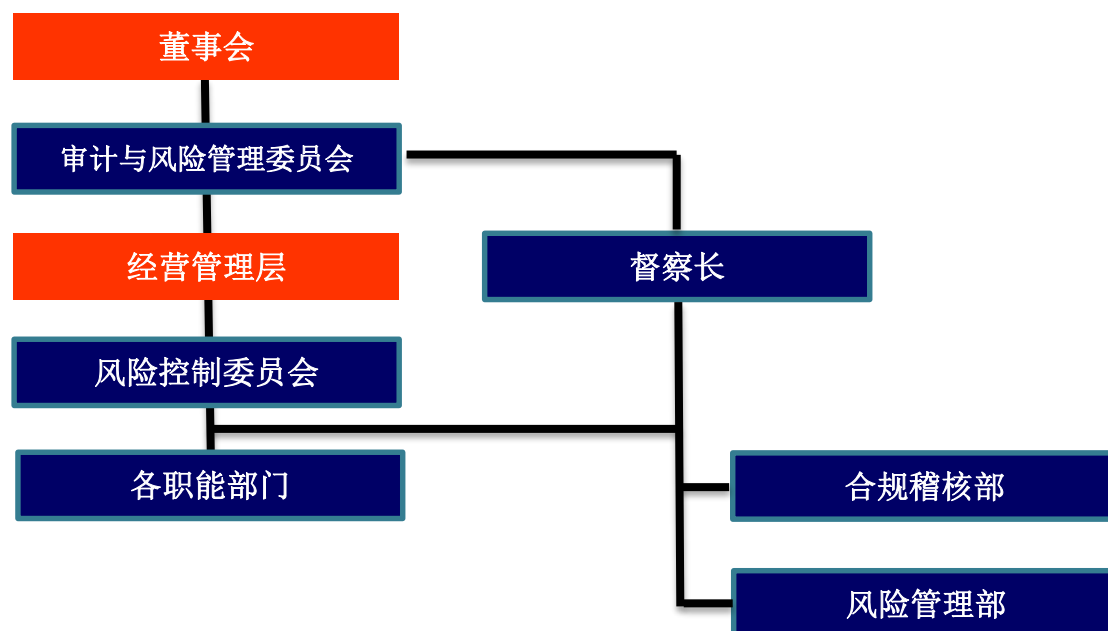 董事会
审计与风险管理委员会
经营管理层
督察长
风险控制委员会
各职能部门
合规稽核部
风险管理部